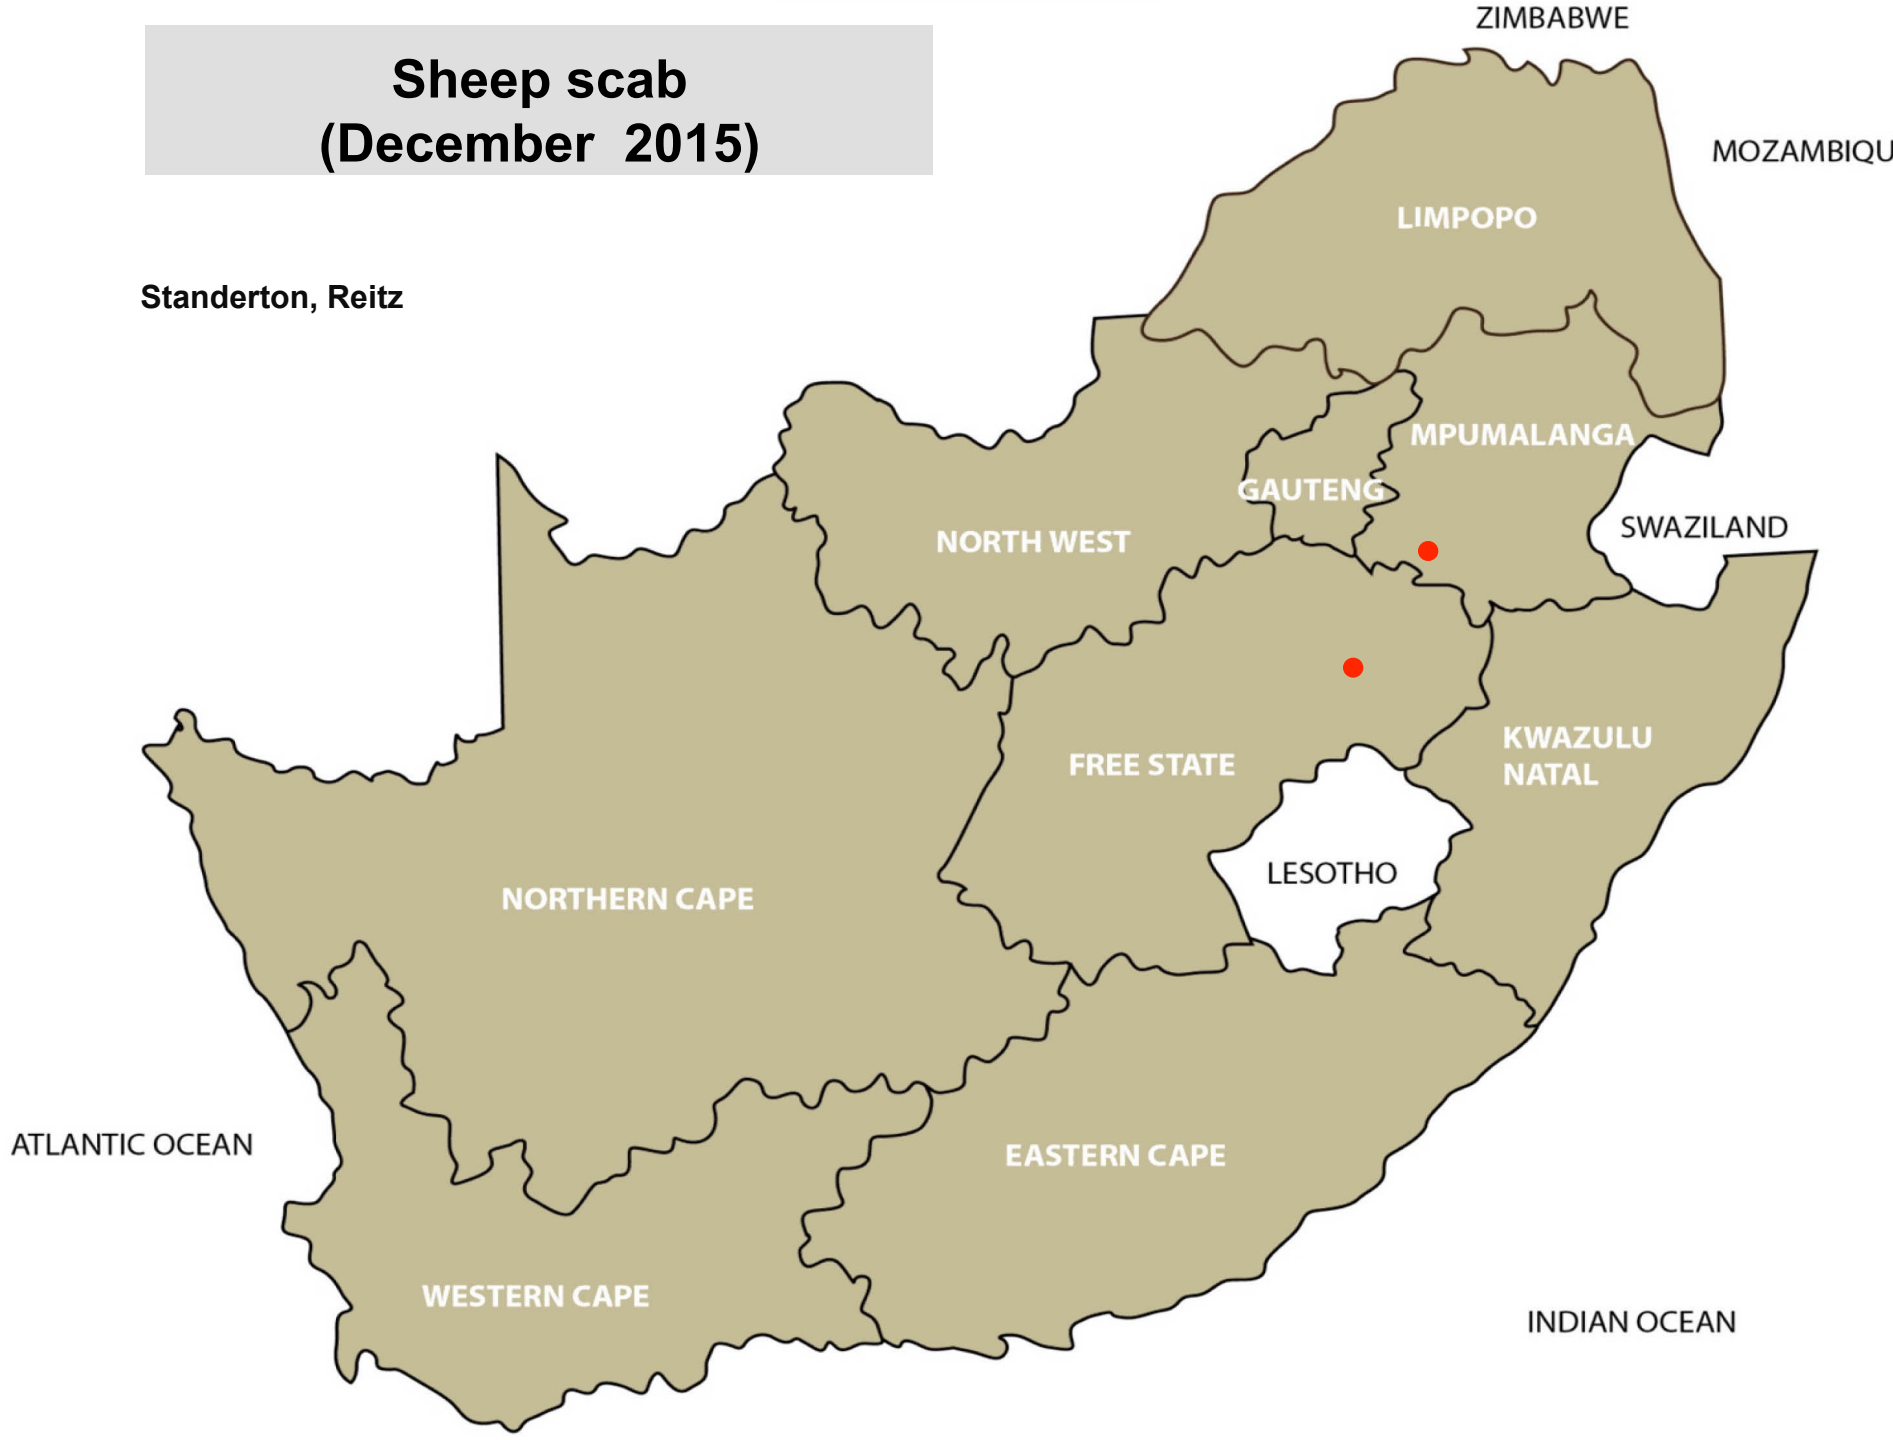 Sheep scab
(December 2015)
Standerton, Reitz
ZIMBABWE
MOZAMBIQU
LIMPOPO
MPUMALANGA
GAUTENG
NORTH WEST
SWAZILAND
FREE STATE
KWAZULU
NATAL
LESOTHO
NORTHERN CAPE
ATLANTIC OCEAN
EASTERN CAPE
WESTERN CAPE
INDIAN OCEAN